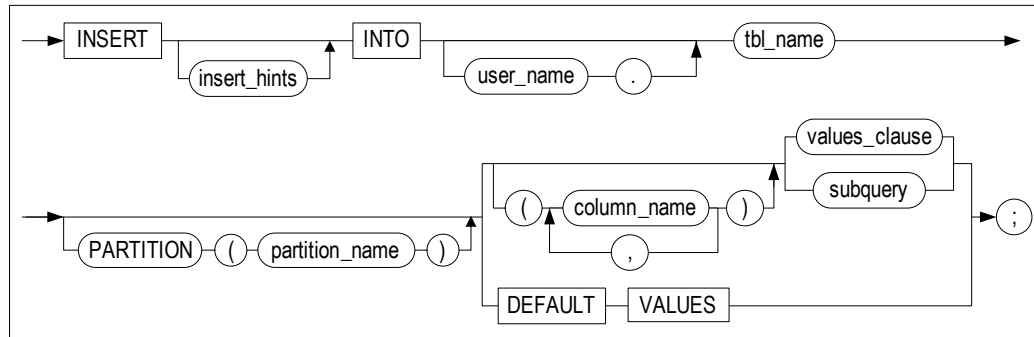 INSERT INTO tbl_name
insert_hints user_name .
values_clause
( column_name ) subquery
PARTITION ( partition_name ) , ;
DEFAULT VALUES